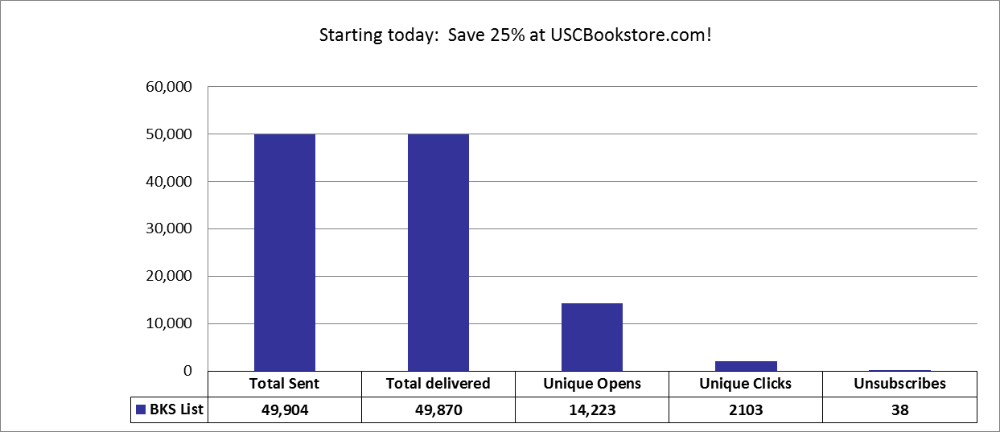 Starting today:  Save 25% at USCBookstore.com!
60,000
50,000
40,000
30,000
20,000
10,000
0
Total Sent Total delivered Unique Opens Unique Clicks Unsubscribes
BKS List 49,904 49,870 14,223 2103 38